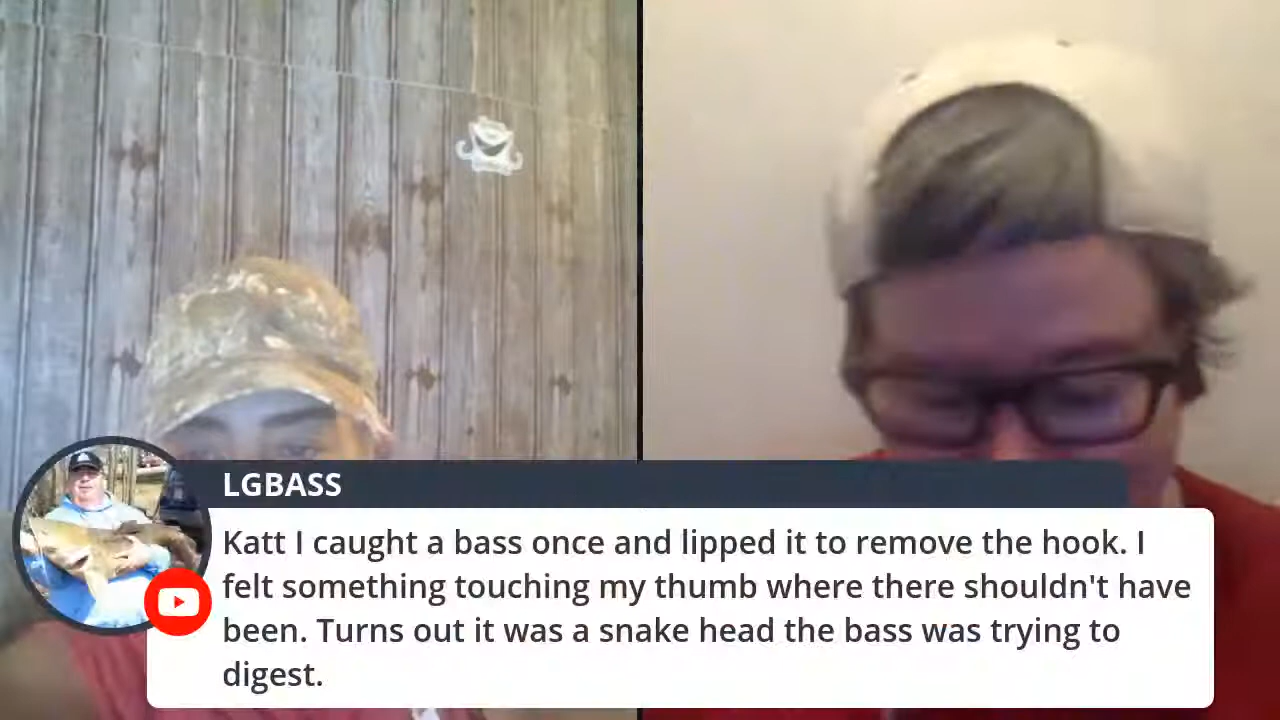 LGBASS
Katt I caught a bass once and lipped it to remove the hook. I
felt something touching my thumb where there shouldn't have
been. Turns out it was a snake head the bass was trying to
digest.